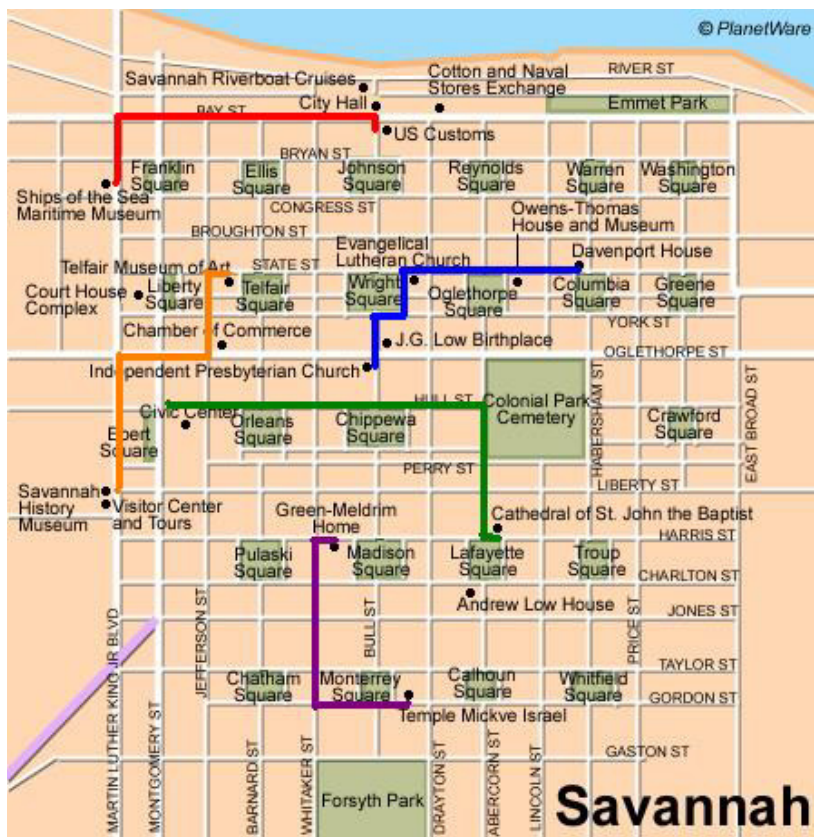 © PlanetWare
RIVER ST
Savannah Riverboat Cruises
Cotton and Naval
Stores Exchange
City Hall
Emmet Park
BAY ST
US Customs
BRYAN ST
Franklin
Square
Ellis
Square
Johnson
Square
Reynolds
Square
Warren
Square
Washington
Square
Ships of the Sea
Maritime Museum
CONGRESS ST
Owens-Thomas
House and Museum
BROUGHTON ST
Evangelical
Lutheran Church
Davenport House
Telfair Museum of Art
STATE ST
Court House
Complex
Liberty
Square
Telfair
Square
Wright
Square
Oglethorpe
Square
Columbia
Square
Greene
Square
YORK ST
Chamber of Commerce
J.G. Low Birthplace
OGLETHORPE ST
Independent Presbyterian Church
HULL ST
Colonial Park
Cemetery
Civic Center
Orleans
Square
Chippewa
Square
Crawford
Square
Elbert
Square
HABERSHAM ST
EAST BROAD ST
PERRY ST
LIBERTY ST
Savannah
History
Museum
Visitor Center
and Tours
Green-Meldrim
Home
Cathedral of St. John the Baptist
HARRIS ST
Pulaski
Square
Madison
Square
Lafayette
Square
Troup
Square
CHARLTON ST
Andrew Low House
JONES ST
MARTIN LUTHER KING JR BLVD
MONTGOMERY ST
JEFFERSON ST
BULL ST
PRICE ST
TAYLOR ST
Chatham
Square
Monterrey
Square
Calhoun
Square
Whitfield
Square
GORDON ST
Temple Mickve Israel
GASTON ST
BARNARD ST
WHITAKER ST
DRAYTON ST
ABERCORN ST
LINCOLN ST
Forsyth Park
Savannah